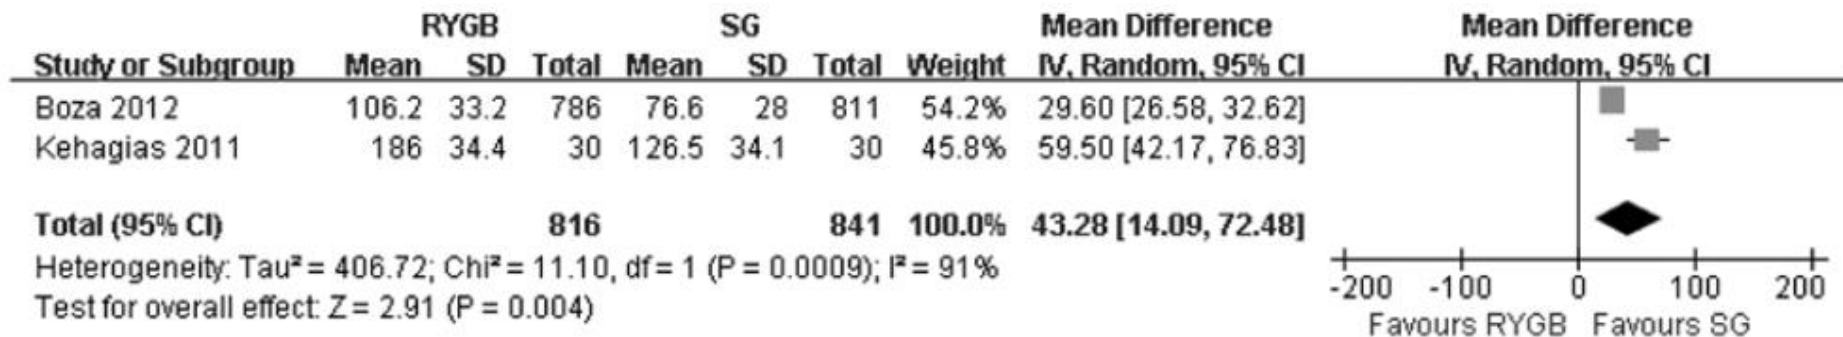 RYGB SG Mean Difference Mean Difference
Study or Subgroup Mean SD Total Mean SD Total Weight IV, Random, 95% CI IV, Random, 95% CI
Boza 2012 106.2 33.2 786 76.6 28 811 54.2% 29.60 [26.58, 32.62]
Kehagias 2011 186 34.4 30 126.5 34.1 30 45.8% 59.50 [42.17, 76.83]
Total (95% CI) 816 841 100.0% 43.28 [14.09, 72.48]
Heterogeneity: Tau² = 406.72; Chi² = 11.10, df = 1 (P = 0.0009); I² = 91%
Test for overall effect: Z = 2.91 (P = 0.004)
-200 -100 0 100 200
Favours RYGB Favours SG